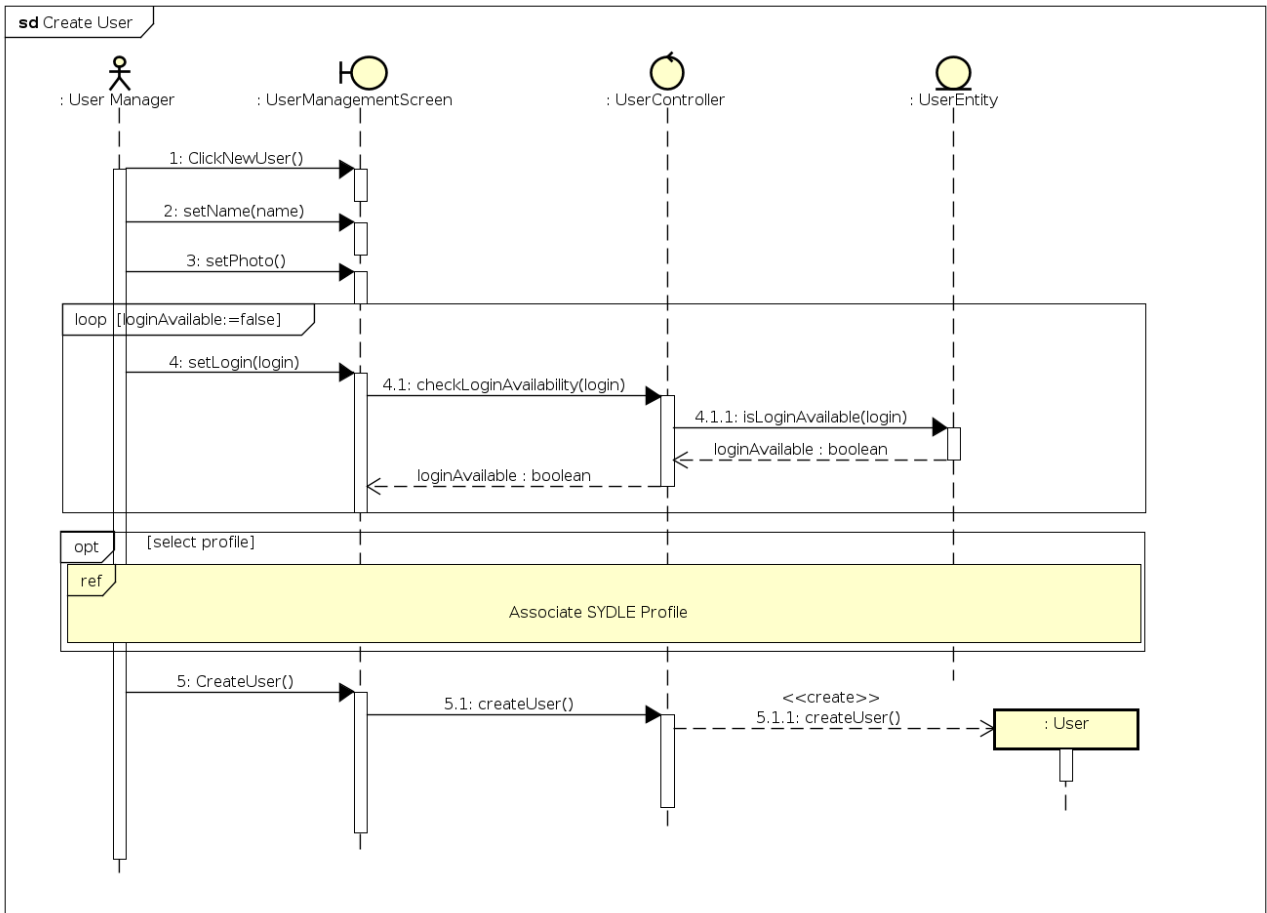 sd Create User
: User Manager
: UserManagementScreen
: UserController
: UserEntity
1: ClickNewUser()
2: setName(name)
3: setPhoto()
loop [loginAvailable:=false]
4: setLogin(login)
4.1: checkLoginAvailability(login)
4.1.1: isLoginAvailable(login)
loginAvailable : boolean
loginAvailable : boolean
opt [select profile]
ref
Associate SYDLE Profile
5: CreateUser()
5.1: createUser()
<<create>>
5.1.1: createUser()
: User